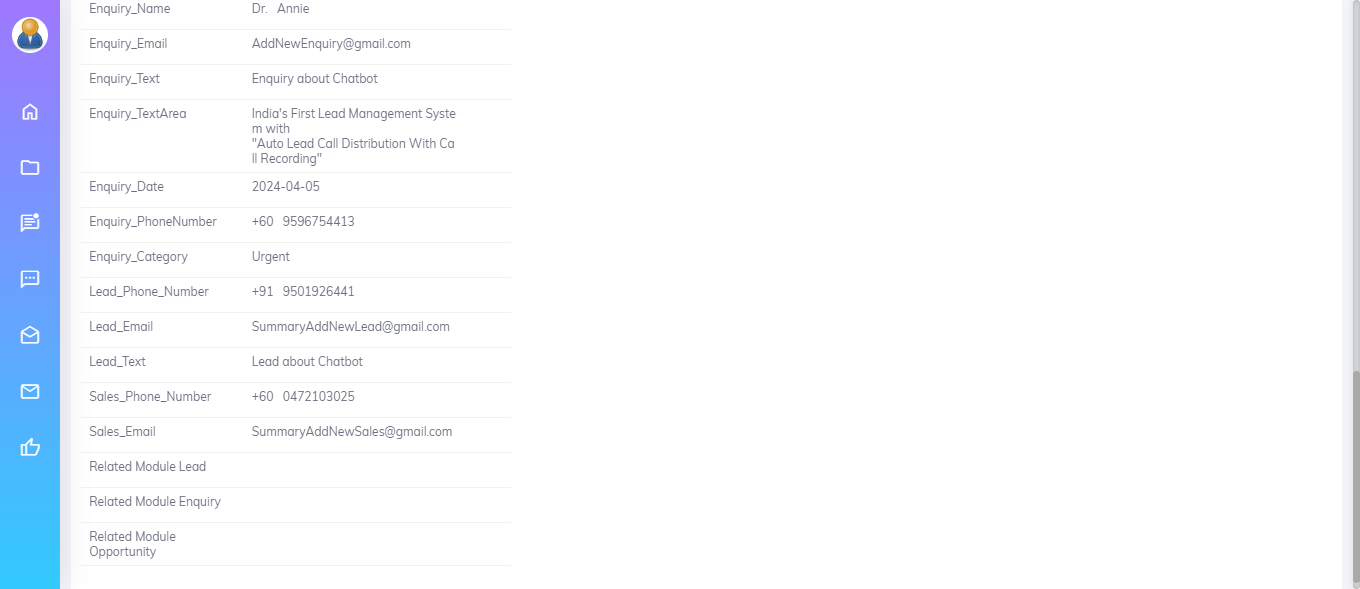 Enquiry_Name Dr. Annie
Enquiry_Email AddNewEnquiry@gmail.com
Enquiry_Text Enquiry about Chatbot
Enquiry_TextArea India's First Lead Management Syste
m with
"Auto Lead Call Distribution With Ca
ll Recording"
Enquiry_Date 2024-04-05
Enquiry_PhoneNumber +60 9596754413
Enquiry_Category Urgent
Lead_Phone_Number +91 9501926441
Lead_Email SummaryAddNewLead@gmail.com
Lead_Text Lead about Chatbot
Sales_Phone_Number +60 0472103025
Sales_Email SummaryAddNewSales@gmail.com
Related Module Lead
Related Module Enquiry
Related Module
Opportunity